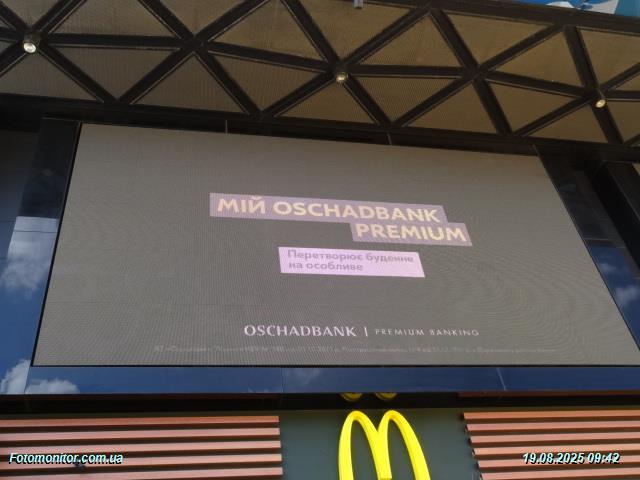 МІЙ OSCHADBANK
PREMIUM
Перетворює буденне
на особливе
OSCHADBANK | PREMIUM BANKING
Fotomonitor.com.ua
19.08.2025 09:42